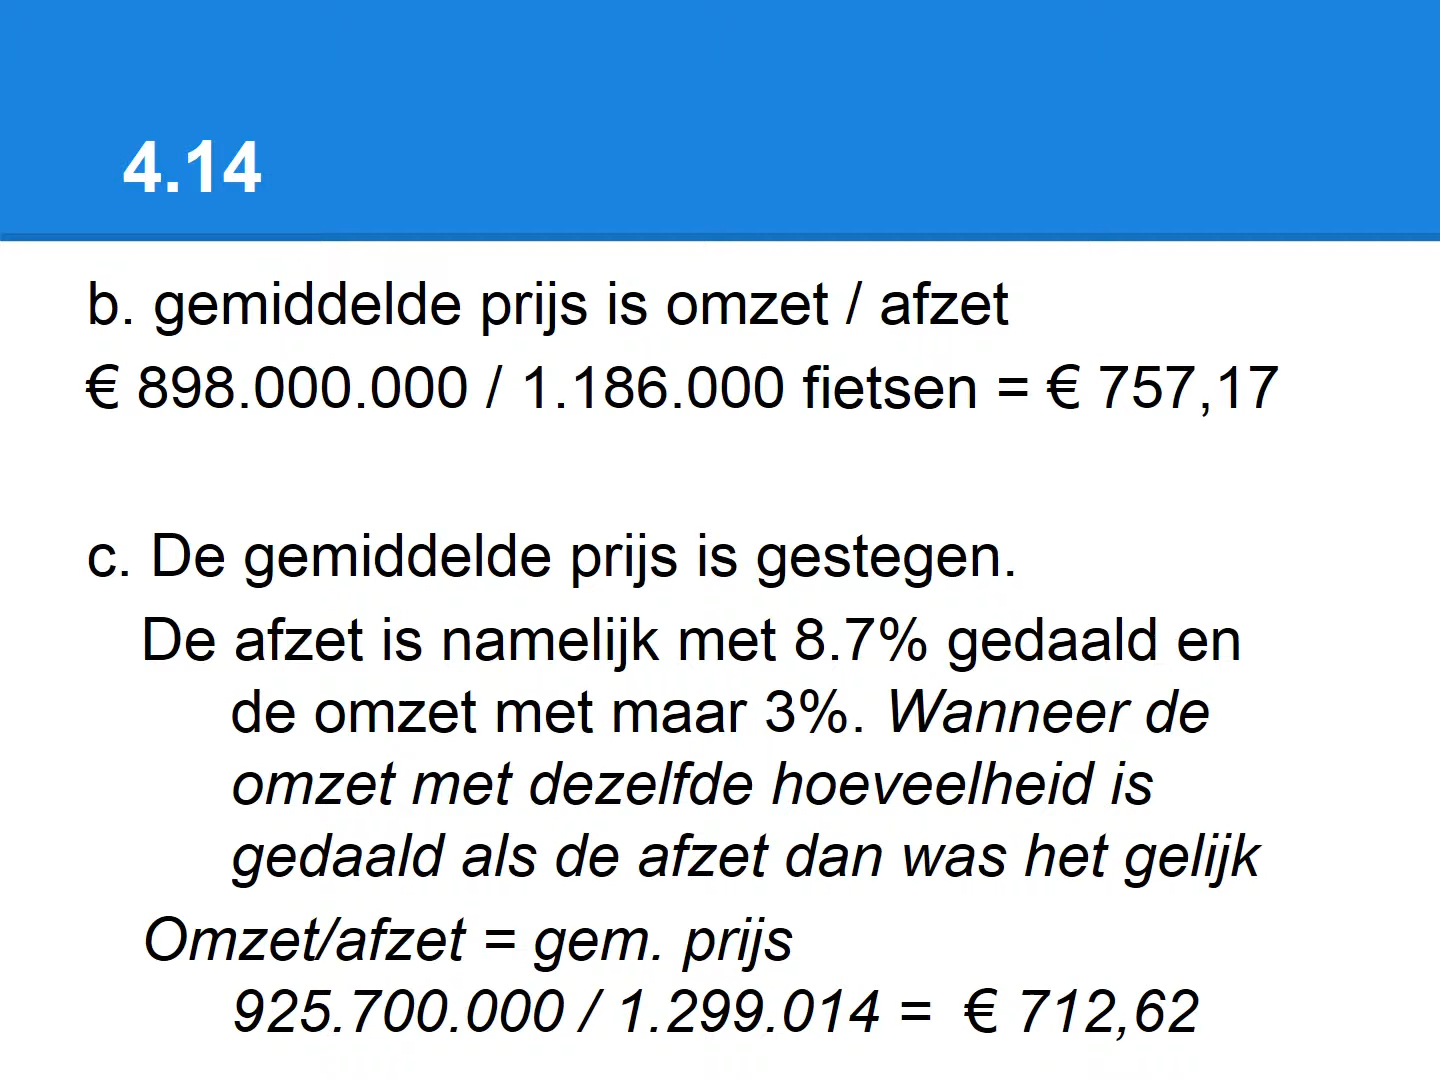 4.14
b. gemiddelde prijs is omzet / afzet
€ 898.000.000 / 1.186.000 fietsen = € 757,17
c. De gemiddelde prijs is gestegen.
De afzet is namelijk met 8.7% gedaald en
de omzet met maar 3%. Wanneer de
omzet met dezelfde hoeveelheid is
gedaald als de afzet dan was het gelijk
Omzet/afzet = gem. prijs
925.700.000 / 1.299.014 = € 712,62